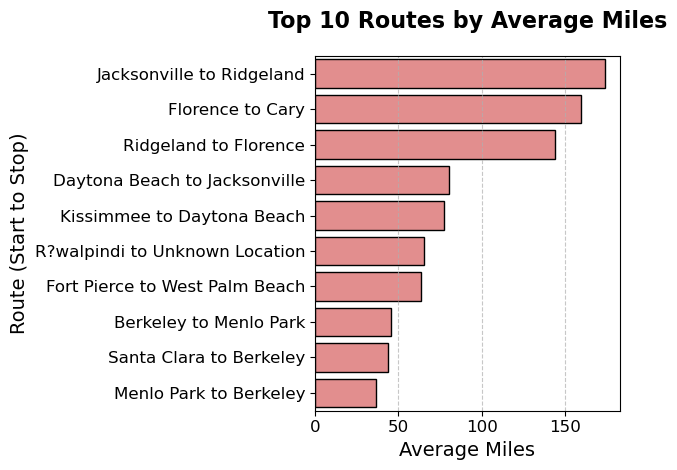 Top 10 Routes by Average Miles
Route (Start to Stop)
Jacksonville to Ridgeland
Florence to Cary
Ridgeland to Florence
Daytona Beach to Jacksonville
Kissimmee to Daytona Beach
R?walpindi to Unknown Location
Fort Pierce to West Palm Beach
Berkeley to Menlo Park
Santa Clara to Berkeley
Menlo Park to Berkeley
0 50 100 150
Average Miles